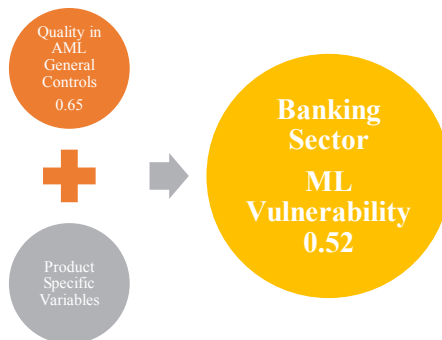 Quality in
AML
General
Controls
0.65
Product
Specific
Variables
Banking
Sector
ML
Vulnerability
0.52